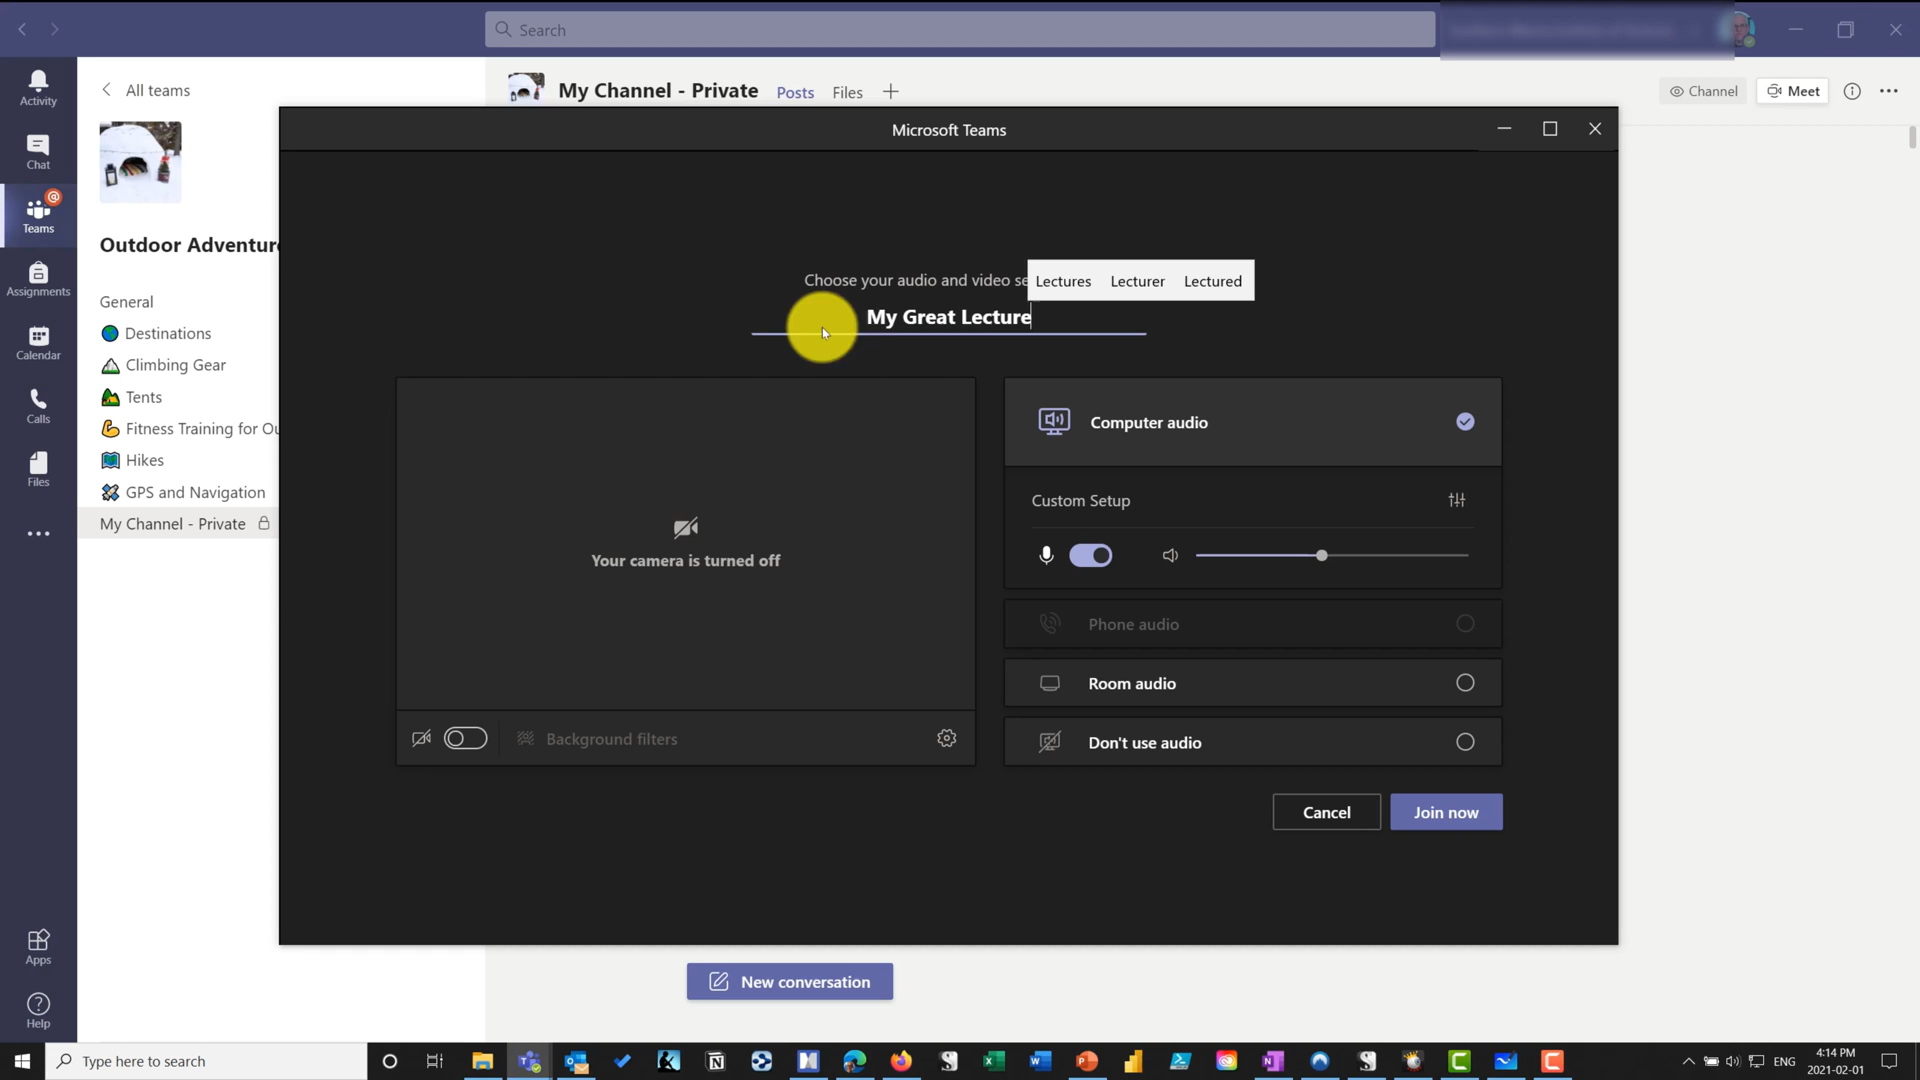 Search
Activity
Chat
Teams
Assignments
Calendar
Calls
Files
Apps
Help
All teams
Outdoor Adventur
General
Destinations
Climbing Gear
Tents
Fitness Training for Ou
Hikes
GPS and Navigation
My Channel - Private
My Channel - Private Posts Files
Channel Meet
Microsoft Teams
Choose your audio and video se
Lectures Lecturer Lectured
My Great Lecture
Your camera is turned off
Background filters
Computer audio
Custom Setup
Phone audio
Room audio
Don't use audio
Cancel Join now
New conversation
Type here to search
ENG
4:14 PM
2021-02-01